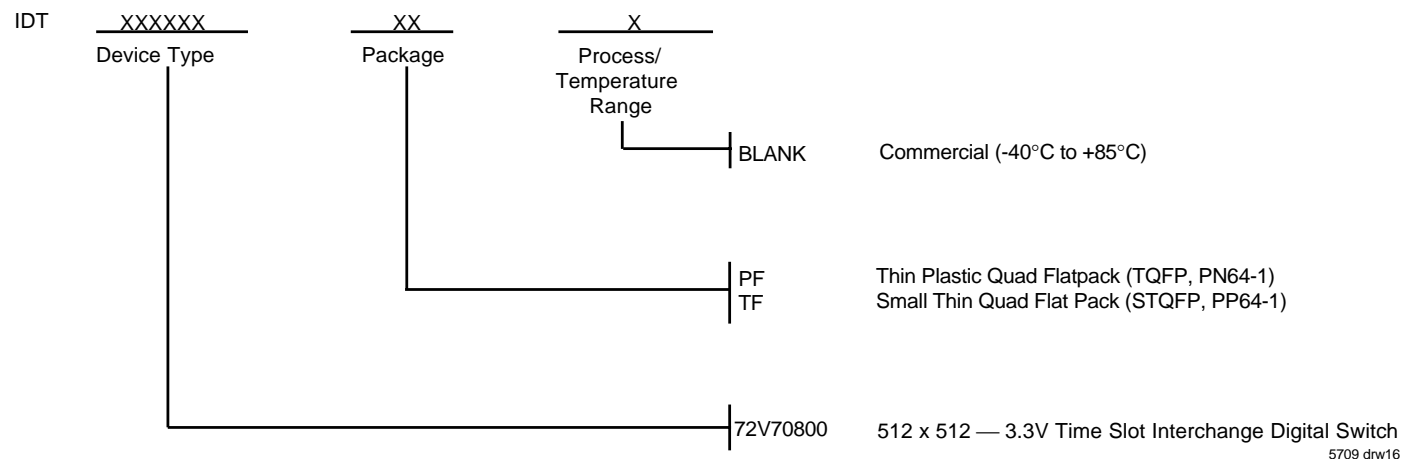 IDT XXXXXX XX X
Device Type Package Process/
Temperature
Range
BLANK Commercial (-40°C to +85°C)
PF Thin Plastic Quad Flatpack (TQFP, PN64-1)
TF Small Thin Quad Flat Pack (STQFP, PP64-1)
72V70800 512 x 512 — 3.3V Time Slot Interchange Digital Switch
5709 drw16